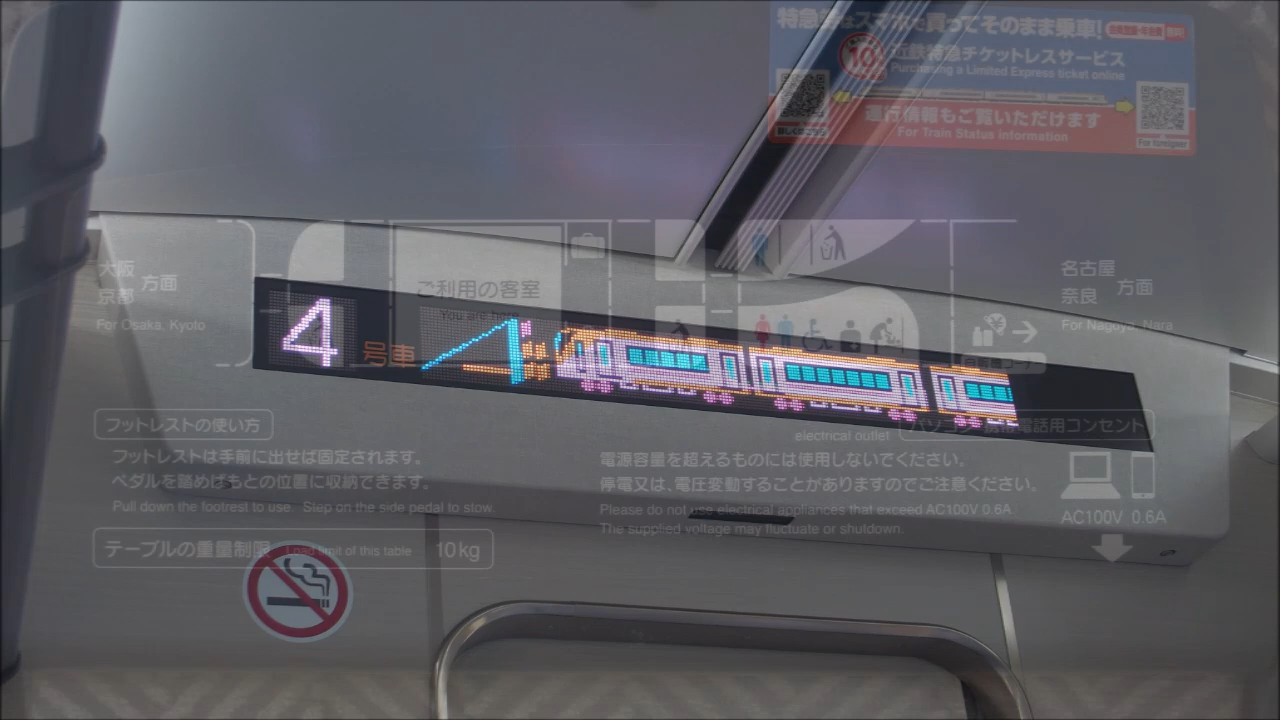 特急券はスマホで買ってそのまま乗車!
近鉄特急チケットレスサービス
Purchasing a Limited Express ticket online
運行情報もご覧いただけます
For Train Status information
For foreigner
大阪
京都
方面
For Osaka, Kyoto
ご利用の客室
You are here
名古屋
奈良
方面
For Nagoya, Nara
4 号車
フットレストの使い方
フットレストは手前に出せば固定されます。
ペダルを踏めばもとの位置に収納できます。
Pull down the footrest to use. Step on the side pedal to stow.
テーブルの重量制限 Load limit of this table 10kg
electrical outlet パソコン・携帯電話用コンセント
電源容量を超えるものには使用しないでください。
停電又は、電圧変動することがありますのでご注意ください。
Please do not use electrical appliances that exceed AC100V 0.6A.
The supplied voltage may fluctuate or shutdown.
AC100V 0.6A